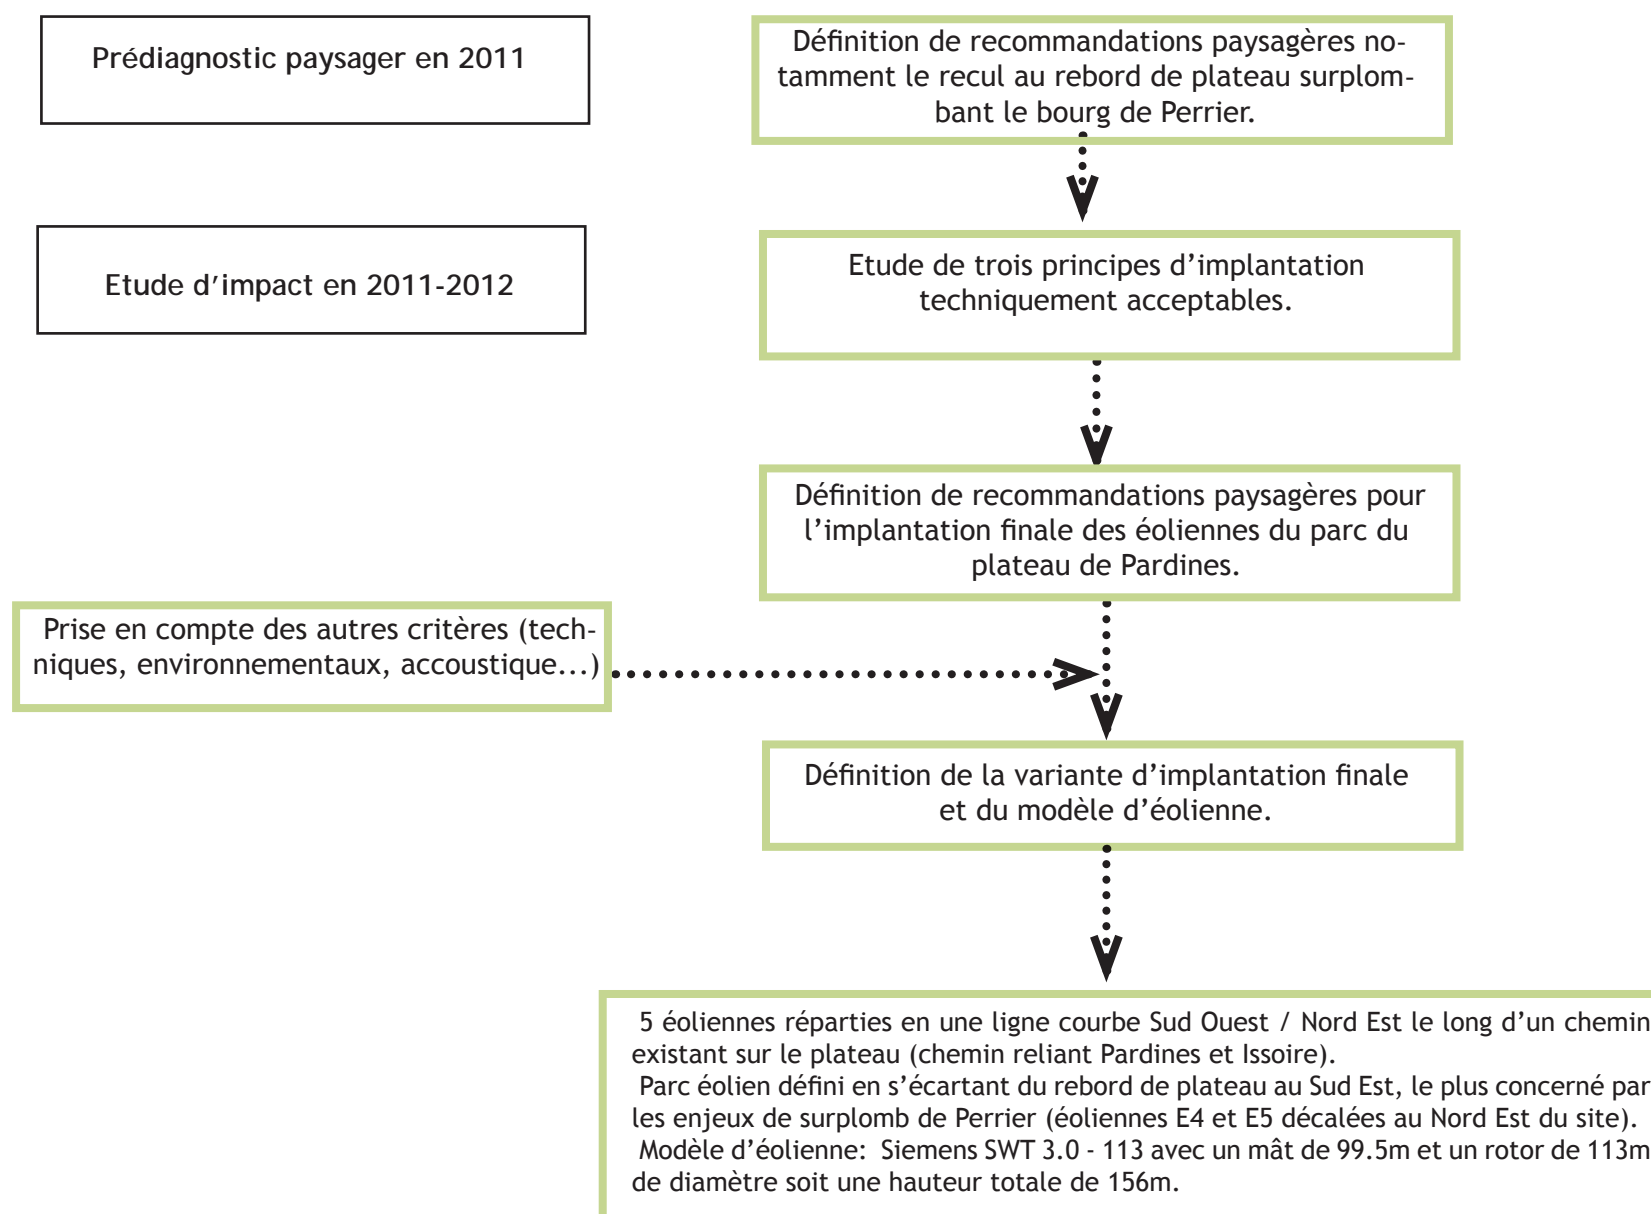 Prédiagnostic paysager en 2011
Définition de recommandations paysagères no-
tamment le recul au rebord de plateau surplom-
bant le bourg de Perrier.
Etude d'impact en 2011-2012
Etude de trois principes d’implantation
techniquement acceptables.
Définition de recommandations paysagères pour
l’implantation finale des éoliennes du parc du
plateau de Pardines.
Prise en compte des autres critères (tech-
niques, environnementaux, accoustique...)
Définition de la variante d’implantation finale
et du modèle d’éolienne.
5 éoliennes réparties en une ligne courbe Sud Ouest / Nord Est le long d’un chemin
existant sur le plateau (chemin reliant Pardines et Issoire).
Parc éolien défini en s’écartant du rebord de plateau au Sud Est, le plus concerné par
les enjeux de surplomb de Perrier (éoliennes E4 et E5 décalées au Nord Est du site).
Modèle d’éolienne: Siemens SWT 3.0 - 113 avec un mât de 99.5m et un rotor de 113m
de diamètre soit une hauteur totale de 156m.